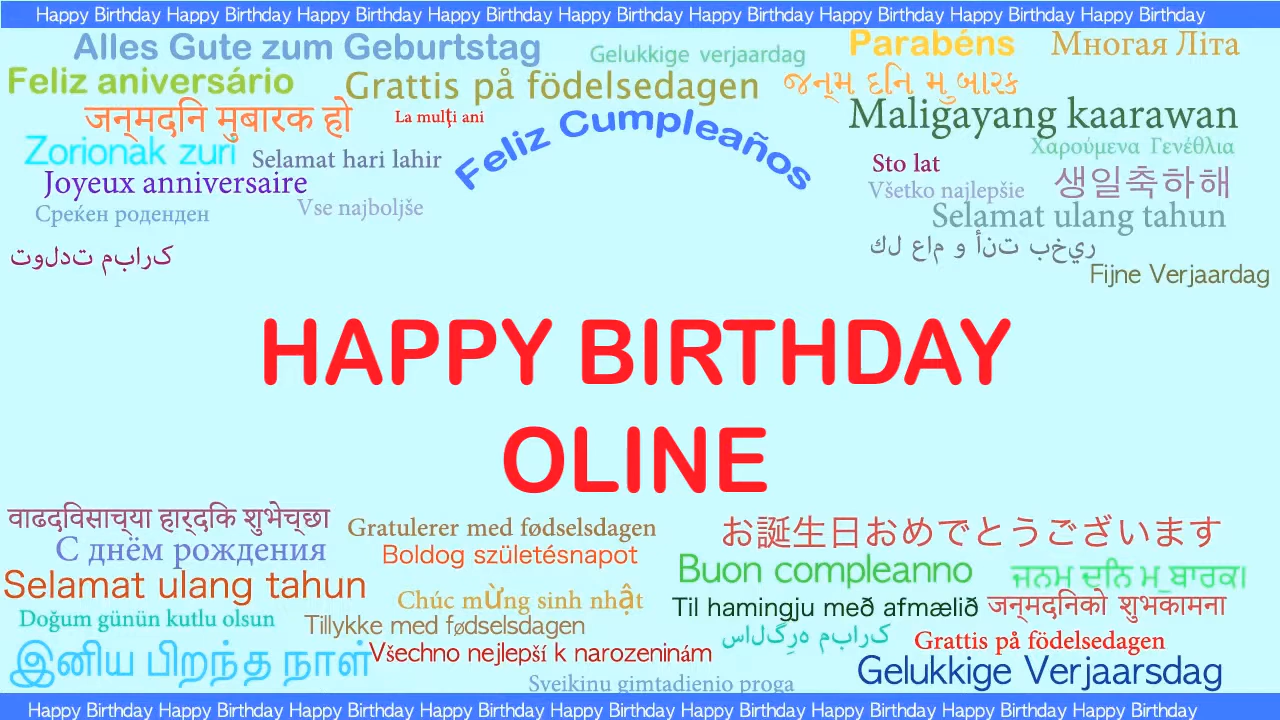 Happy Birthday Happy Birthday Happy Birthday Happy Birthday Happy Birthday Happy Birthday Happy Birthday Happy Birthday Happy Birthday
Alles Gute zum Geburtstag
Gelukkige verjaardag
Parabéns
Многая Літа
Feliz aniversário
Grattis på födelsedagen
જન્મ દિન મુબારક
जन्मदिन मुबारक हो
La mulţi ani
Feliz Cumpleaños
Maligayang kaarawan
Zorionak zuri
Selamat hari lahir
Sto lat
Χαρούμενα Γενέθλια
Joyeux anniversaire
Vse najboljše
Všetko najlepšie
생일축하해
Среќен роденден
Selamat ulang tahun
تولدت مبارک
كل عام و أنت بخير
Fijne Verjaardag
HAPPY BIRTHDAY
OLINE
वाढदिवसाच्या हार्दिक शुभेच्छा
Gratulerer med fødselsdagen
お誕生日おめでとうございます
С днём рождения
Boldog születésnapot
Buon compleanno
ਜਨਮ ਦਿਨ ਮੁਬਾਰਕ।
Selamat ulang tahun
Chúc mừng sinh nhật
Til hamingju með afmælið
जन्मदिनको शुभकामना
Doğum günün kutlu olsun
Tillykke med fødselsdagen
سالگرہ مبارک
Grattis på födelsedagen
இனிய பிறந்த நாள்
Všechno nejlepší k narozeninám
Gelukkige Verjaarsdag
Sveikinu gimtadienio proga
Happy Birthday Happy Birthday Happy Birthday Happy Birthday Happy Birthday Happy Birthday Happy Birthday Happy Birthday Happy Birthday